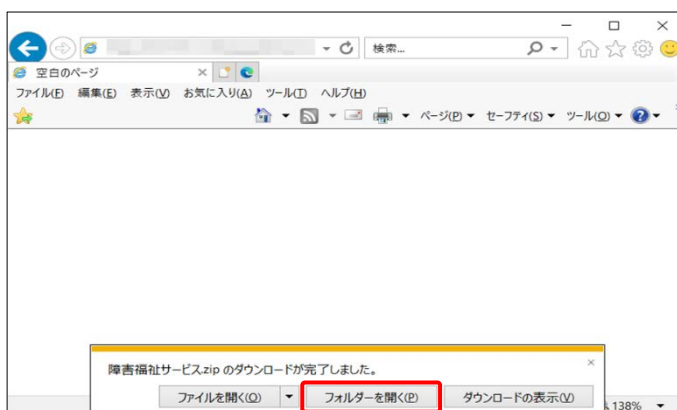 検索...
空白のページ
ファイル(F) 編集(E) 表示(V) お気に入り(A) ツール(T) ヘルプ(H)
ページ(P) セーフティ(S) ツール(O)
障害福祉サービス.zip のダウンロードが完了しました。
ファイルを開く(O) フォルダーを開く(P) ダウンロードの表示(V)
138%